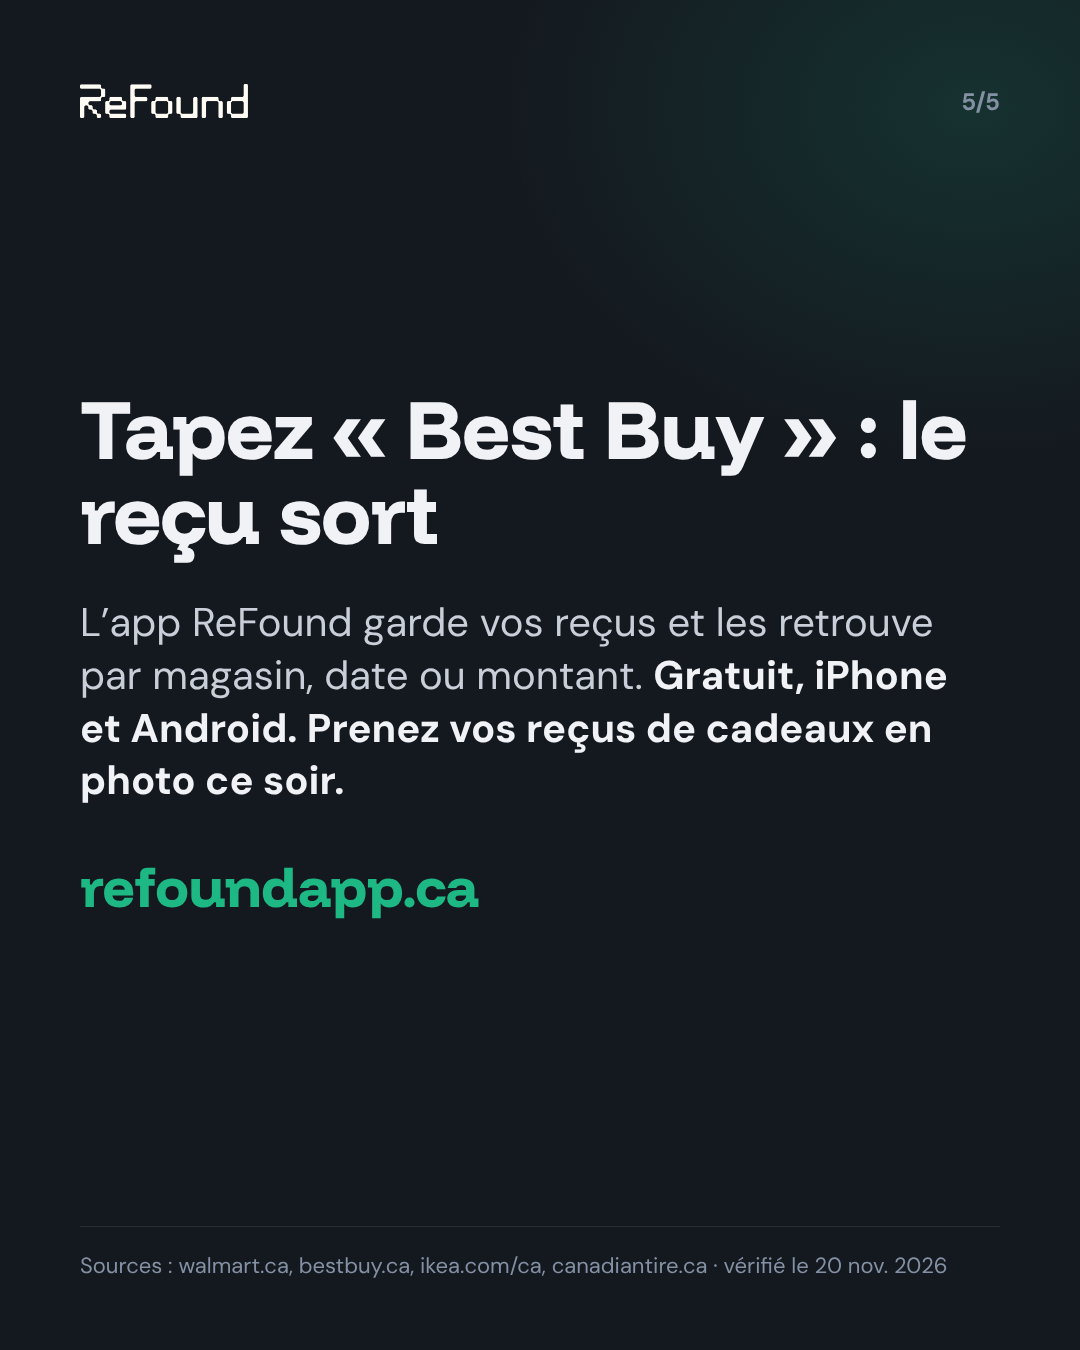 ReFound
5/5
Tapez « Best Buy » : le
reçu sort
L’app ReFound garde vos reçus et les retrouve
par magasin, date ou montant. Gratuit, iPhone
et Android. Prenez vos reçus de cadeaux en
photo ce soir.
refoundapp.ca
Sources : walmart.ca, bestbuy.ca, ikea.com/ca, canadiantire.ca · vérifié le 20 nov. 2026